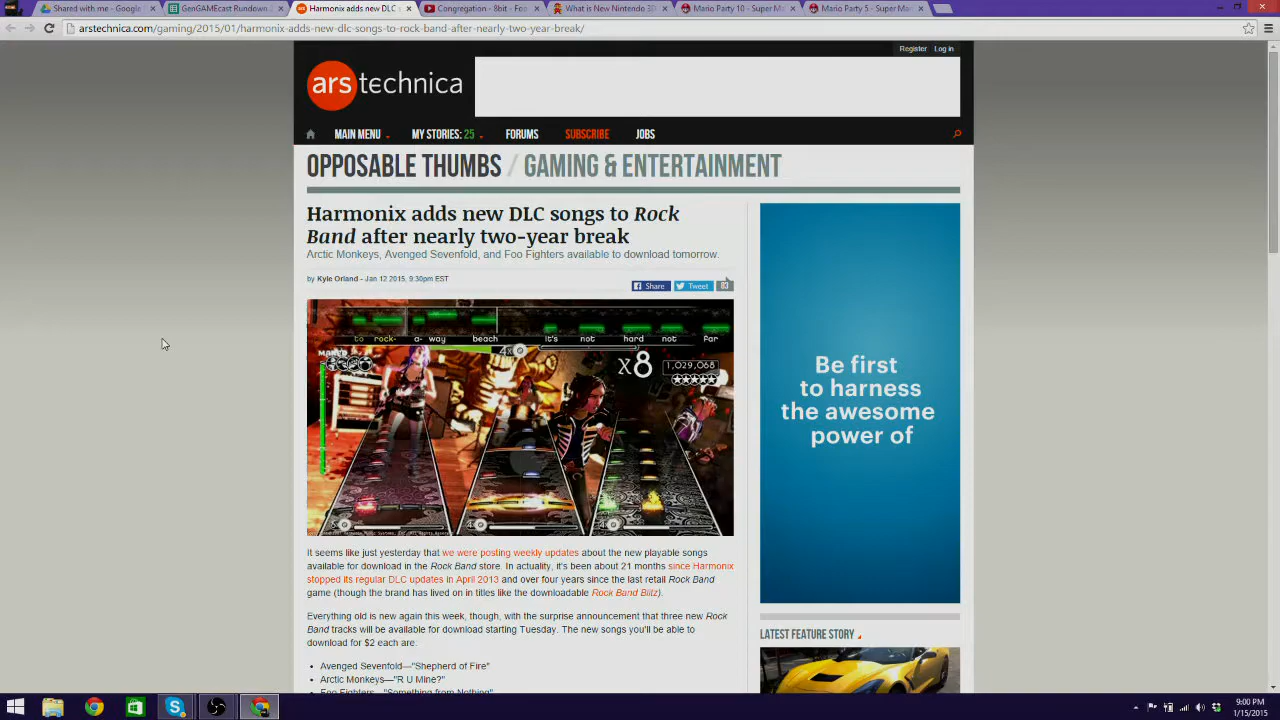 Shared with me - Google
GenGAMEcast Rundown
Harmonix adds new DLC s
Congregation - 8bit - Foo
What is New Nintendo 3D
Mario Party 10 - Super Ma
Mario Party 5 - Super Mar
arstechnica.com/gaming/2015/01/harmonix-adds-new-dlc-songs-to-rock-band-after-nearly-two-year-break/
Register Log in
ars technica
MAIN MENU MY STORIES: 25 FORUMS SUBSCRIBE JOBS
OPPOSABLE THUMBS / GAMING & ENTERTAINMENT
Harmonix adds new DLC songs to Rock
Band after nearly two-year break
Arctic Monkeys, Avenged Sevenfold, and Foo Fighters available to download tomorrow.
by Kyle Orland - Jan 12 2015, 9:30pm EST
Share Tweet 83
to rock- a- way beach it's not hard not far
4x x8 1,029,068
It seems like just yesterday that we were posting weekly updates about the new playable songs
available for download in the Rock Band store. In actuality, it's been about 21 months since Harmonix
stopped its regular DLC updates in April 2013 and over four years since the last retail Rock Band
game (though the brand has lived on in titles like the downloadable Rock Band Blitz).
Everything old is new again this week, though, with the surprise announcement that three new Rock
Band tracks will be available for download starting Tuesday. The new songs you'll be able to
download for $2 each are:
• Avenged Sevenfold—"Shepherd of Fire"
• Arctic Monkeys—"R U Mine?"
• Foo Fighters—"Something from Nothing"
Be first
to harness
the awesome
power of
LATEST FEATURE STORY
9:00 PM
1/15/2015